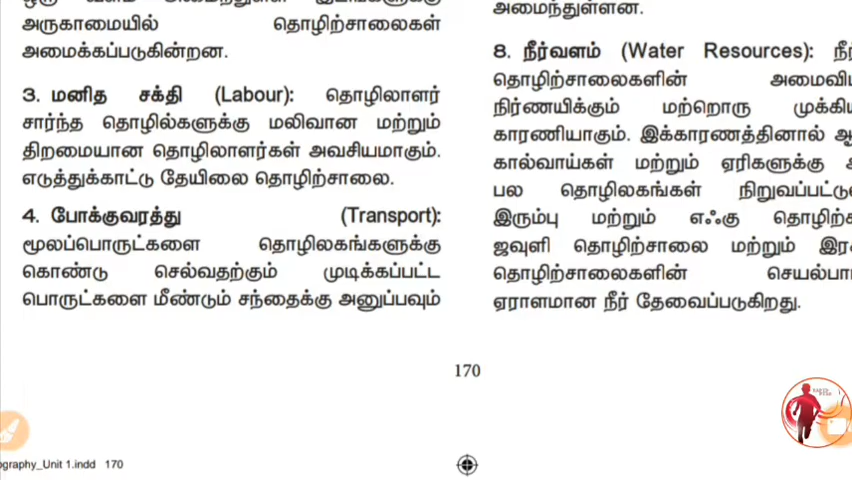 அருகாமையில் தொழிற்சாலைகள்
அமைக்கப்படுகின்றன.
3. மனித சக்தி (Labour): தொழிலாளர்
சார்ந்த தொழில்களுக்கு மலிவான மற்றும்
திறமையான தொழிலாளர்கள் அவசியமாகும்.
எடுத்துக்காட்டு தேயிலை தொழிற்சாலை.
4. போக்குவரத்து (Transport):
மூலப்பொருட்களை தொழிலகங்களுக்கு
கொண்டு செல்வதற்கும் முடிக்கப்பட்ட
பொருட்களை மீண்டும் சந்தைக்கு அனுப்பவும்
அமைந்துள்ளன.
8. நீர்வளம் (Water Resources):
தொழிற்சாலைகளின்
நிர்ணயிக்கும் மற்றொரு
காரணியாகும். இக்காரணத்தினால்
கால்வாய்கள் மற்றும் ஏரிகளுக்கு
பல தொழிலகங்கள்
இரும்பு மற்றும் எஃகு
ஜவுளி தொழிற்சாலை மற்றும்
தொழிற்சாலைகளின்
ஏராளமான நீர் தேவைப்படுகிறது.
170
ography_Unit 1.indd 170